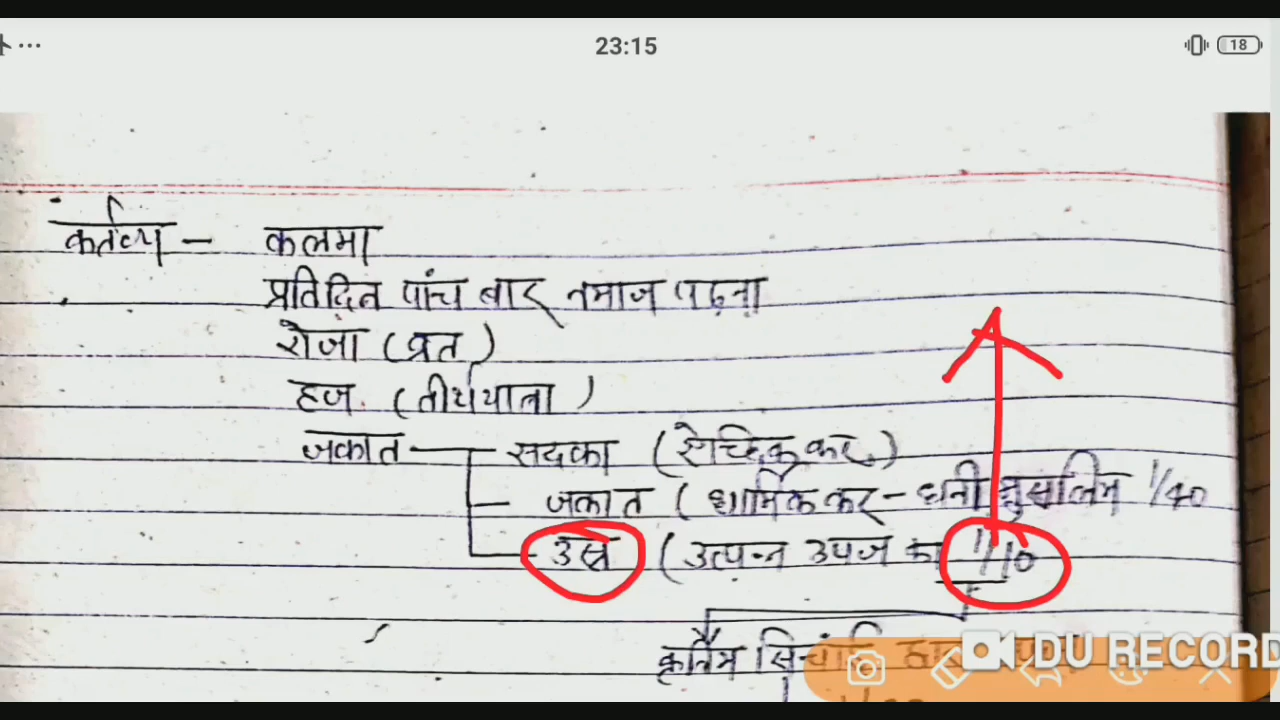 23:15
18
कर्तव्य - कलमा
प्रतिदिन पांच बार नमाज पढ़ना
रोजा (व्रत)
हज. (तीर्थयात्रा)
जकात - सदका (स्वेच्छिक कर)
- जकात (धार्मिक कर - धनी मुसलिम 1/40
- उस्र (उत्पन्न उपज का 1/10
कृत्रिम सिचांई
DU RECORD